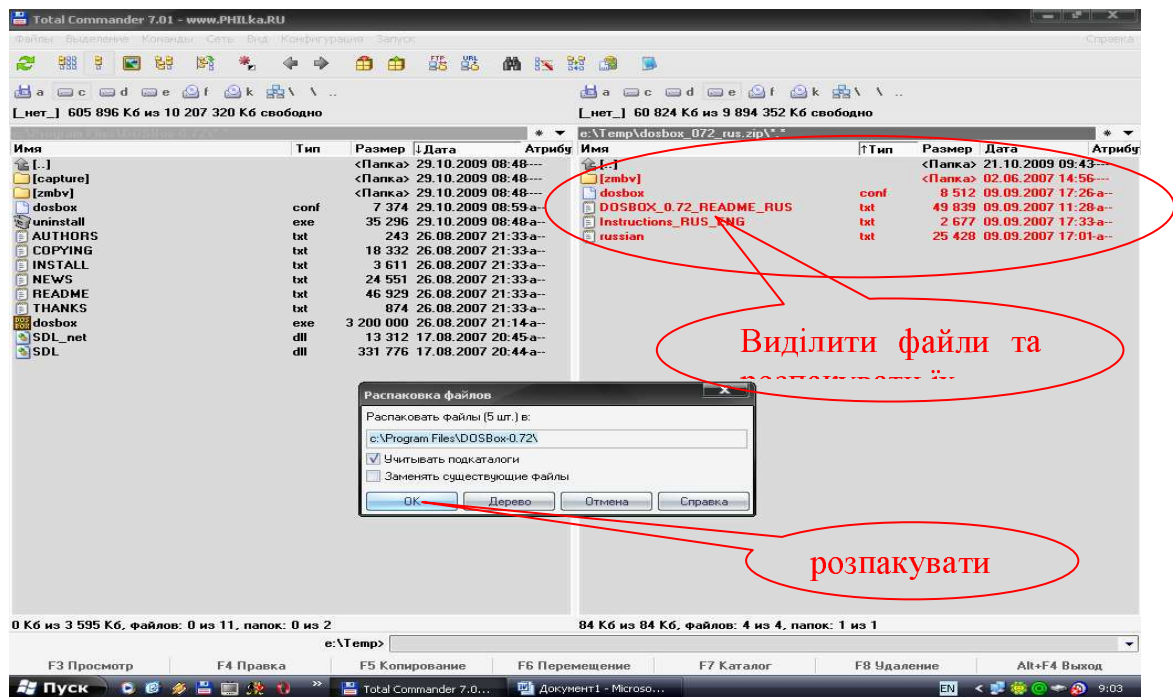 Total Commander 7.01 - www.PHILka.RU
Файлы Выделение Команды Сеть Вид Конфигурация Запуск Справка
a c d e f k \ \ .. a c d e f k \ \ ..
[_нет_] 605 896 Кб из 10 207 320 Кб свободно [_нет_] 60 824 Кб из 9 894 352 Кб свободно
c:\Program Files\DOSBox-0.72\*.* * ▼ e:\Temp\dosbox_072_rus.zip\*.* * ▼
Имя Тип Размер ↓Дата Атрибу Имя ↑Тип Размер Дата Атрибу
[..] <Папка> 29.10.2009 08:48---- [..] <Папка> 21.10.2009 09:43----
[capture] <Папка> 29.10.2009 08:48---- [zmbv] <Папка> 02.06.2007 14:56----
[zmbv] <Папка> 29.10.2009 08:48---- dosbox conf 8 512 09.09.2007 17:26-a--
dosbox conf 7 374 29.10.2009 08:59-a-- DOSBOX_0.72_README_RUS txt 49 839 09.09.2007 11:28-a--
uninstall exe 35 296 29.10.2009 08:48-a-- Instructions_RUS_ENG txt 2 677 09.09.2007 17:33-a--
AUTHORS txt 243 26.08.2007 21:33-a-- russian txt 25 428 09.09.2007 17:01-a--
COPYING txt 18 332 26.08.2007 21:33-a--
INSTALL txt 3 611 26.08.2007 21:33-a--
NEWS txt 24 551 26.08.2007 21:33-a--
README txt 46 929 26.08.2007 21:33-a--
THANKS txt 874 26.08.2007 21:33-a--
dosbox exe 3 200 000 26.08.2007 21:14-a--
SDL_net dll 13 312 17.08.2007 20:45-a--
SDL dll 331 776 17.08.2007 20:44-a--
Виділити файли та
розпакувати їх
Распаковка файлов
Распаковать файлы (5 шт.) в:
c:\Program Files\DOSBox-0.72\
Учитывать подкаталоги
Заменять существующие файлы
OK Дерево Отмена Справка
розпакувати
0 Кб из 3 595 Кб, файлов: 0 из 11, папок: 0 из 2 84 Кб из 84 Кб, файлов: 4 из 4, папок: 1 из 1
e:\Temp>
F3 Просмотр F4 Правка F5 Копирование F6 Перемещение F7 Каталог F8 Удаление Alt+F4 Выход
Пуск » Total Commander 7.0... Документ1 - Microso... EN < 9:03